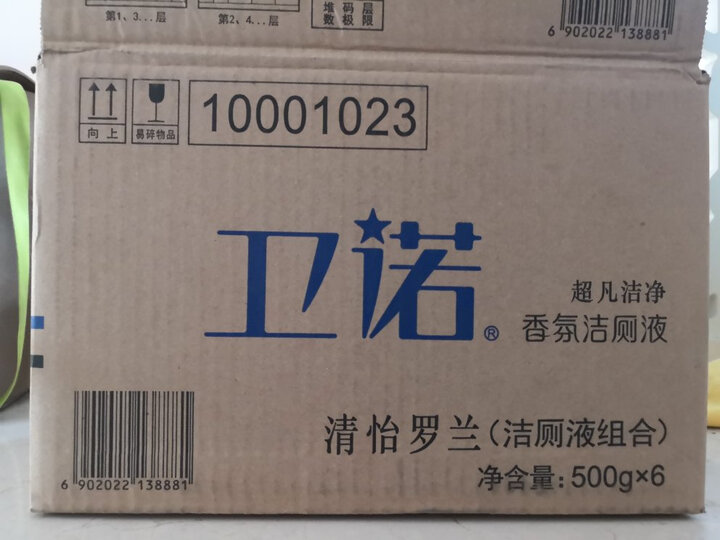 第1、3...层
第2、4...层
堆码层
数极限
6 902022 138881
向上
易碎物品
10001023
卫诺®
超凡洁净
香氛洁厕液
清怡罗兰(洁厕液组合)
净含量: 500g×6
6 902022 138881